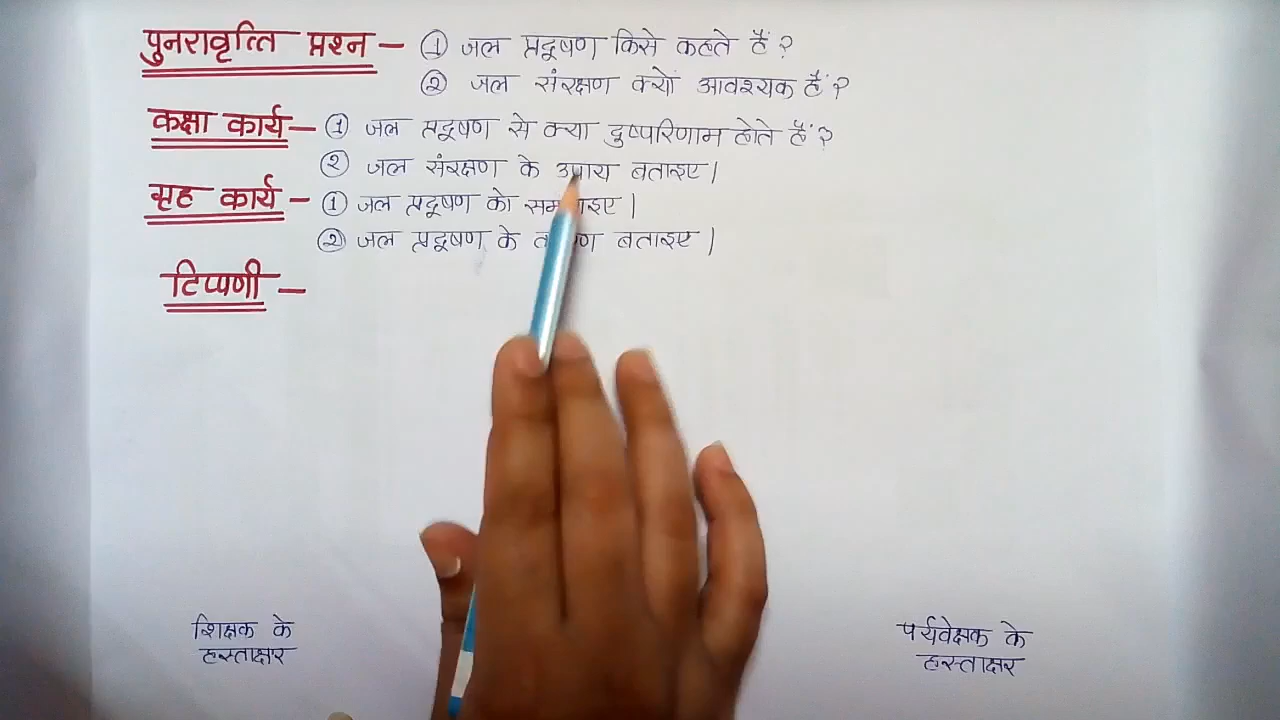 पुनरावृत्ति प्रश्न – ① जल प्रदूषण किसे कहते हैं ?
② जल संरक्षण क्यों आवश्यक हैं ?
कक्षा कार्य – ① जल प्रदूषण से क्या दुष्परिणाम होते हैं ?
② जल संरक्षण के उपाय बताइए |
गृह कार्य – ① जल प्रदूषण को |
② जल प्रदूषण के बताइए |
टिप्पणी –
शिक्षक के
हस्ताक्षर
पर्यवेक्षक के
हस्ताक्षर